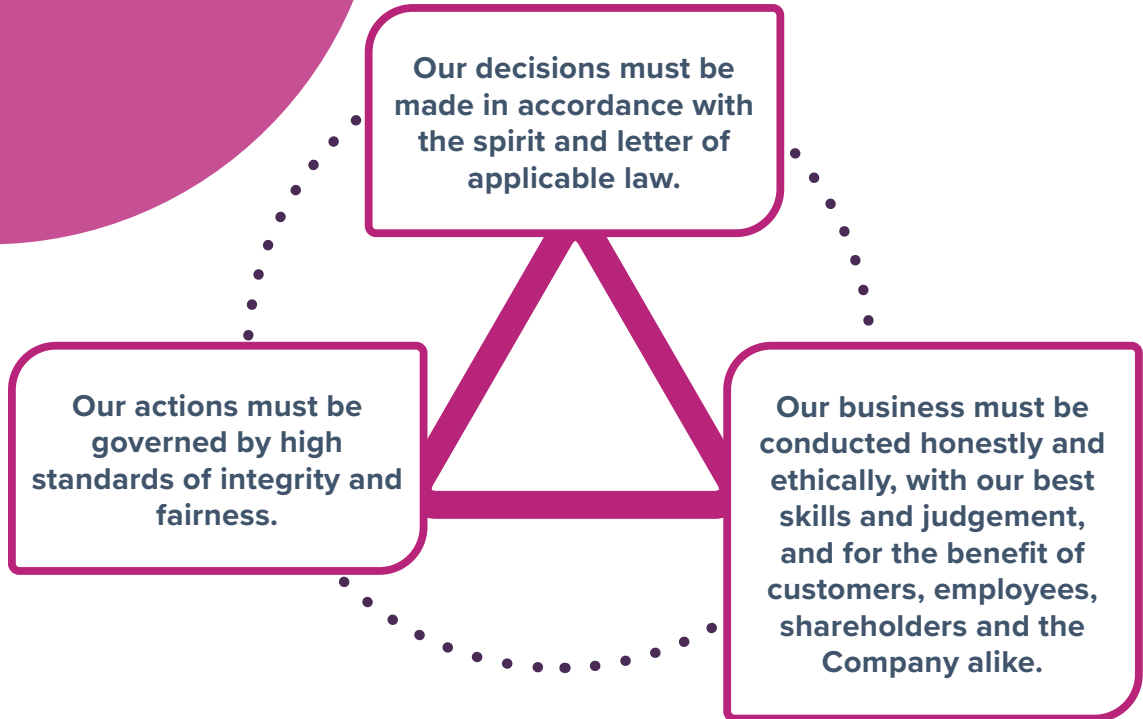 Our decisions must be
made in accordance with
the spirit and letter of
applicable law.
Our actions must be
governed by high
standards of integrity and
fairness.
Our business must be
conducted honestly and
ethically, with our best
skills and judgement,
and for the benefit of
customers, employees,
shareholders and the
Company alike.